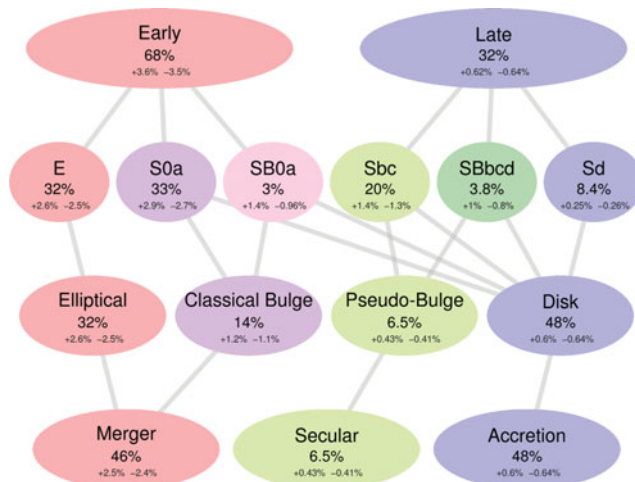 Early
68%
+3.6% −3.5%
Late
32%
+0.62% −0.64%
E
32%
+2.6% −2.5%
S0a
33%
+2.9% −2.7%
SB0a
3%
+1.4% −0.96%
Sbc
20%
+1.4% −1.3%
SBbcd
3.8%
+1% −0.8%
Sd
8.4%
+0.25% −0.26%
Elliptical
32%
+2.6% −2.5%
Classical Bulge
14%
+1.2% −1.1%
Pseudo-Bulge
6.5%
+0.43% −0.41%
Disk
48%
+0.6% −0.64%
Merger
46%
+2.5% −2.4%
Secular
6.5%
+0.43% −0.41%
Accretion
48%
+0.6% −0.64%